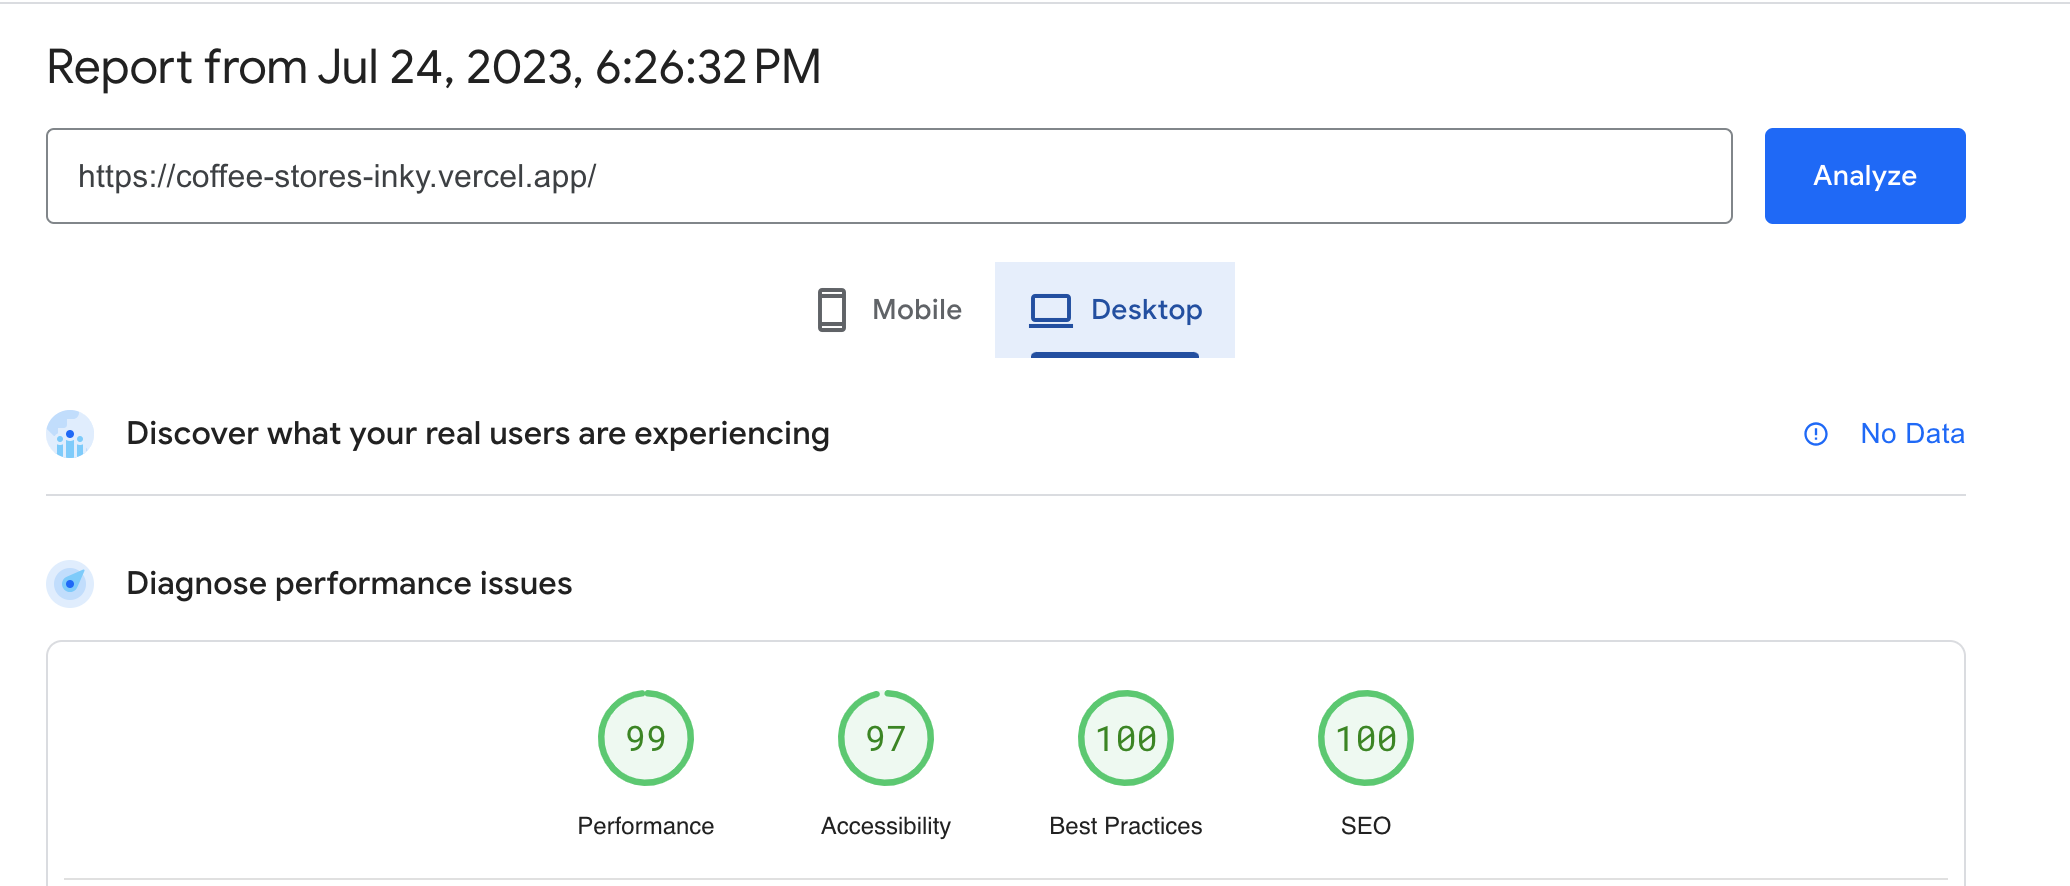 Report from Jul 24, 2023, 6:26:32 PM
https://coffee-stores-inky.vercel.app/
Analyze
Mobile
Desktop
Discover what your real users are experiencing
No Data
Diagnose performance issues
99
97
100
100
Performance
Accessibility
Best Practices
SEO